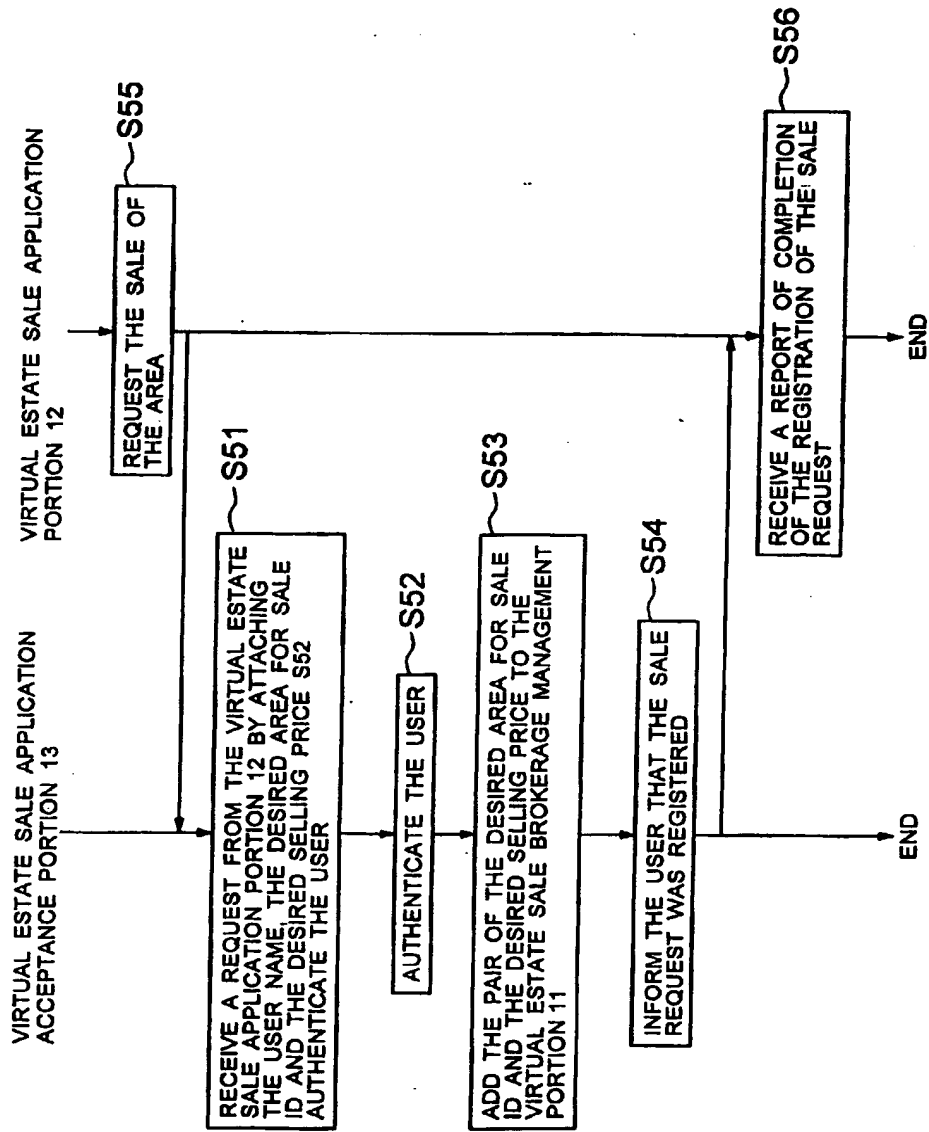 VIRTUAL ESTATE SALE APPLICATION
ACCEPTANCE PORTION 13
VIRTUAL ESTATE SALE APPLICATION
PORTION 12
S55
REQUEST THE SALE OF
THE AREA
S51
RECEIVE A REQUEST FROM THE VIRTUAL ESTATE
SALE APPLICATION PORTION 12 BY ATTACHING
THE USER NAME, THE DESIRED AREA FOR SALE
ID AND THE DESIRED SELLING PRICE S52
AUTHENTICATE THE USER
S52
AUTHENTICATE THE USER
S53
ADD THE PAIR OF THE DESIRED AREA FOR SALE
ID AND THE DESIRED SELLING PRICE TO THE
VIRTUAL ESTATE SALE BROKERAGE MANAGEMENT
PORTION 11
S54
INFORM THE USER THAT THE SALE
REQUEST WAS REGISTERED
END
S56
RECEIVE A REPORT OF COMPLETION
OF THE REGISTRATION OF THE SALE
REQUEST
END